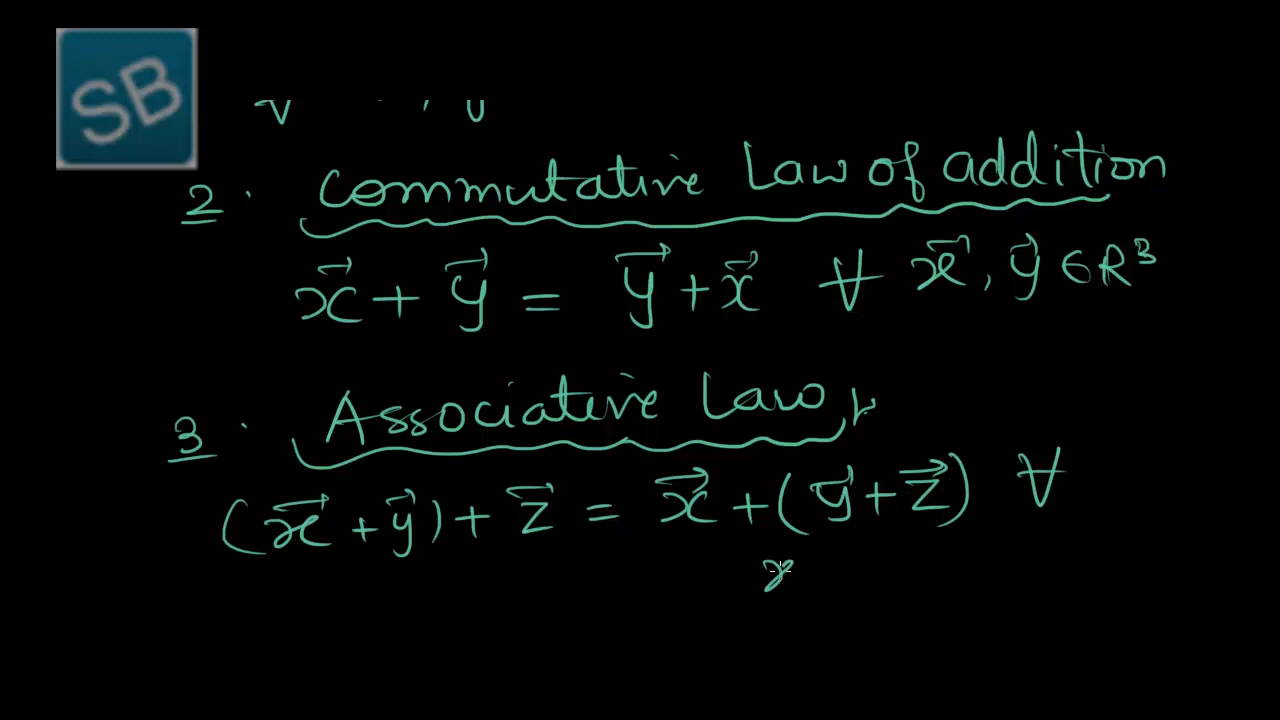 SB
2. Commutative Law of addition
x⃗ + y⃗ = y⃗ + x⃗ ∀ x⃗, y⃗ ∈ R³
3. Associative Law
(x⃗ + y⃗) + z⃗ = x⃗ + (y⃗ + z⃗) ∀
x